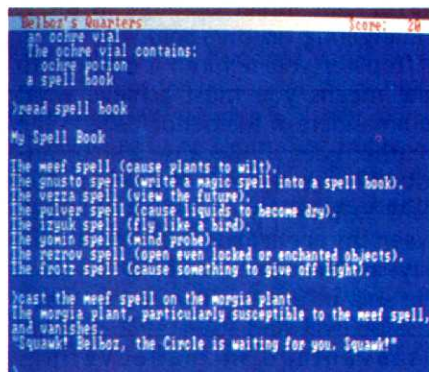 Belboz's Quarters Score: 20
an ochre vial
The ochre vial contains:
ochre potion
a spell book
>read spell book
My Spell Book
The meef spell (cause plants to wilt).
The gnusto spell (write a magic spell into a spell book).
The vezza spell (view the future).
The pulver spell (cause liquids to become dry).
The izyuk spell (fly like a bird).
The yomin spell (mind probe).
The rezrov spell (open even locked or enchanted objects).
The frotz spell (cause something to give off light).
>cast the meef spell on the morgia plant
The morgia plant, particularly susceptible to the meef spell,
and vanishes.
"Squawk! Belboz, the Circle is waiting for you. Squawk!"